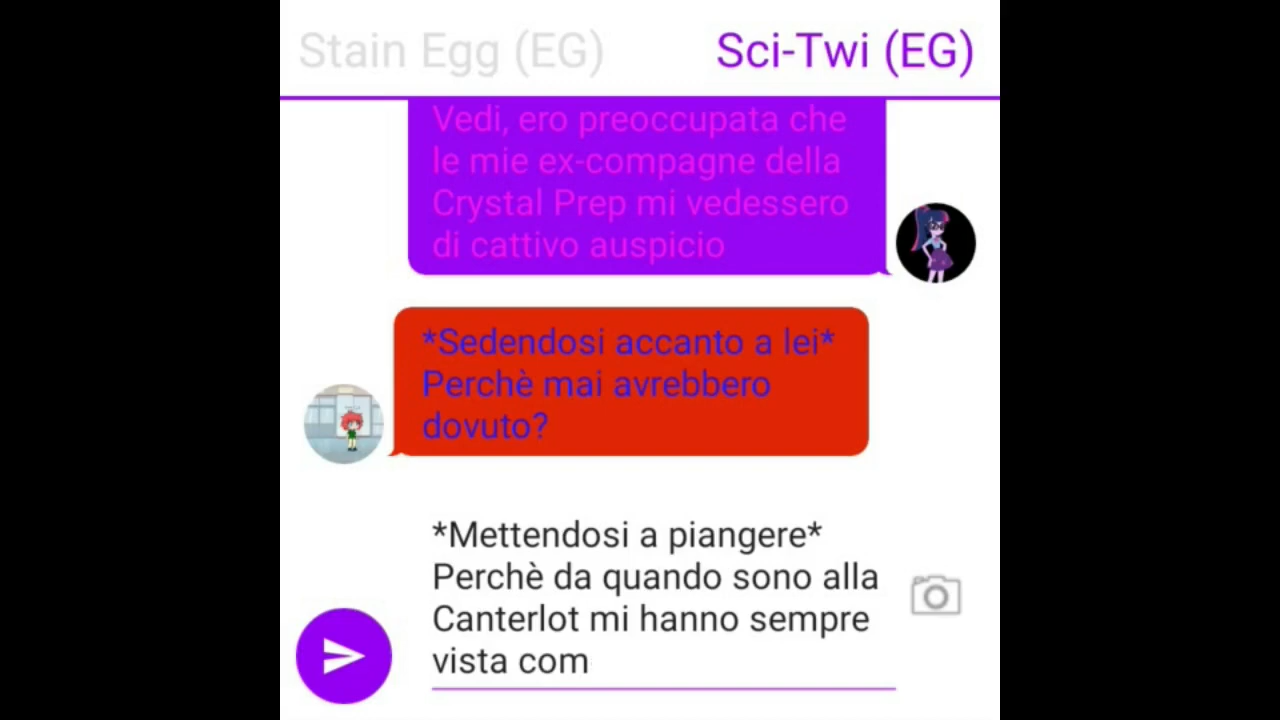 Stain Egg (EG) Sci-Twi (EG)
Vedi, ero preoccupata che
le mie ex-compagne della
Crystal Prep mi vedessero
di cattivo auspicio
*Sedendosi accanto a lei*
Perchè mai avrebbero
dovuto?
*Mettendosi a piangere*
Perchè da quando sono alla
Canterlot mi hanno sempre
vista com